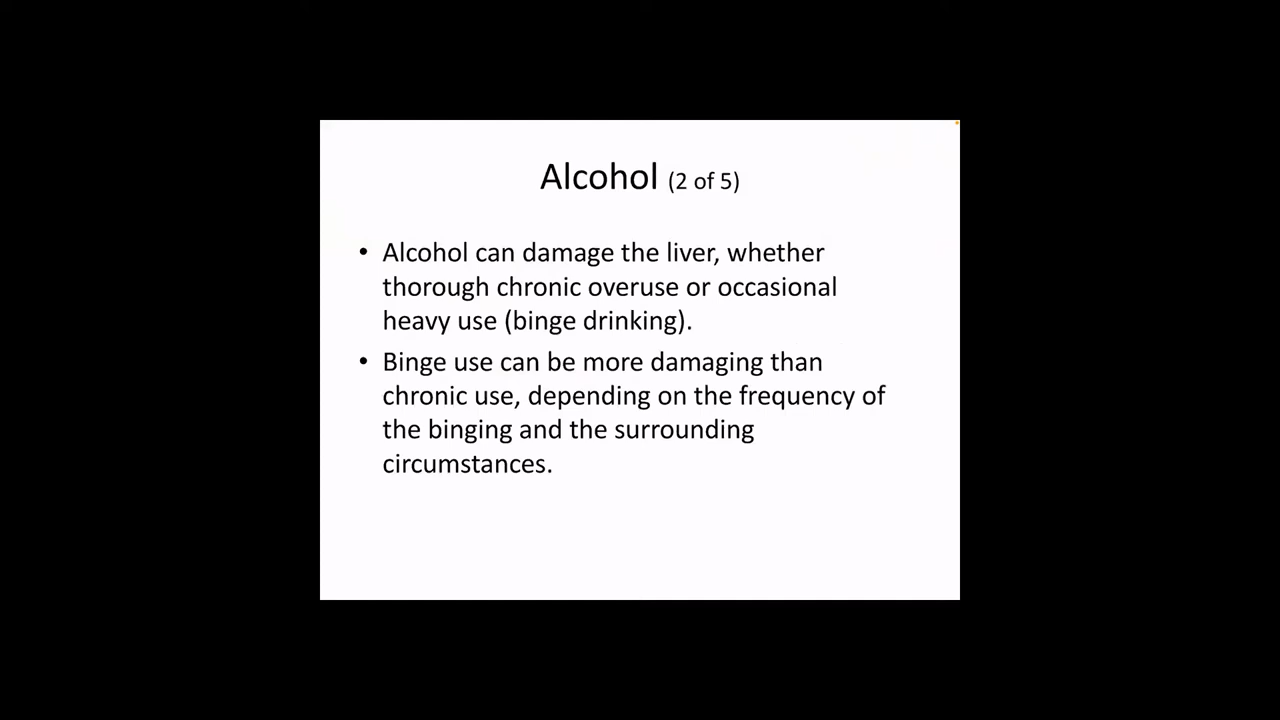 Alcohol (2 of 5)
• Alcohol can damage the liver, whether
thorough chronic overuse or occasional
heavy use (binge drinking).
• Binge use can be more damaging than
chronic use, depending on the frequency of
the binging and the surrounding
circumstances.